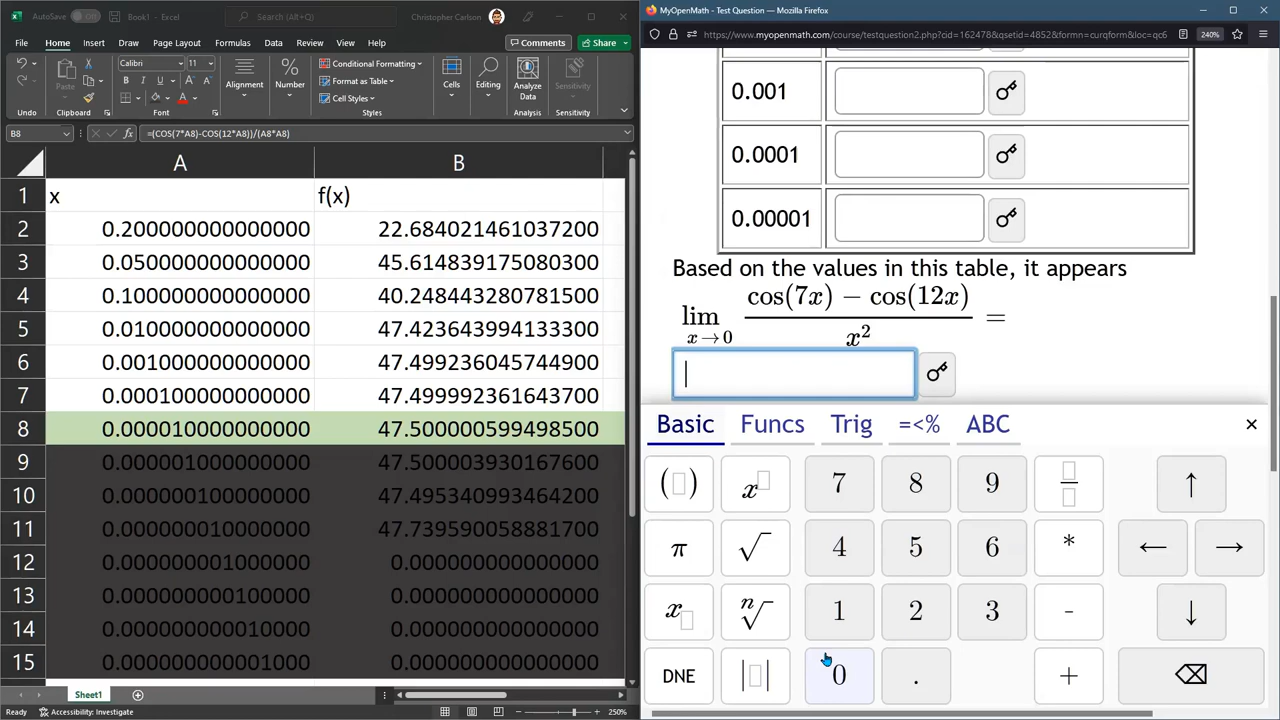 AutoSave Off Book1 - Excel Search (Alt+Q) Christopher Carlson
File Home Insert Draw Page Layout Formulas Data Review View Help Comments Share
Paste Calibri 11 B I U A A Alignment Number % Conditional Formatting Format as Table Cell Styles Cells Editing Analyze Data Sensitivity
Clipboard Font Styles Analysis Sensitivity
B8 fx =(COS(7*A8)-COS(12*A8))/(A8*A8)
A B
1 x f(x)
2 0.200000000000000 22.684021461037200
3 0.050000000000000 45.614839175080300
4 0.100000000000000 40.248443280781500
5 0.010000000000000 47.423643994133300
6 0.001000000000000 47.499236045744900
7 0.000100000000000 47.499992361643700
8 0.000010000000000 47.500000599498500
9 0.000001000000000 47.500003930167600
10 0.000000100000000 47.495340993464200
11 0.000000010000000 47.739590058881700
12 0.000000001000000 0.000000000000000
13 0.000000000100000 0.000000000000000
14 0.000000000010000 0.000000000000000
15 0.000000000001000 0.000000000000000
Sheet1
Ready Accessibility: Investigate 250%
MyOpenMath - Test Question — Mozilla Firefox
https://www.myopenmath.com/course/testquestion2.php?cid=162478&qsetid=4852&formn=curqform&loc=qc6 240%
0.001
0.0001
0.00001
Based on the values in this table, it appears
lim x→0 (cos(7x) − cos(12x))/x² =
Basic Funcs Trig =<% ABC ×
(▯) x▯ 7 8 9 ▯/▯ ↑
π √ 4 5 6 * ← →
x▯ ⁿ√ 1 2 3 - ↓
DNE |▯| 0 . + ⌫